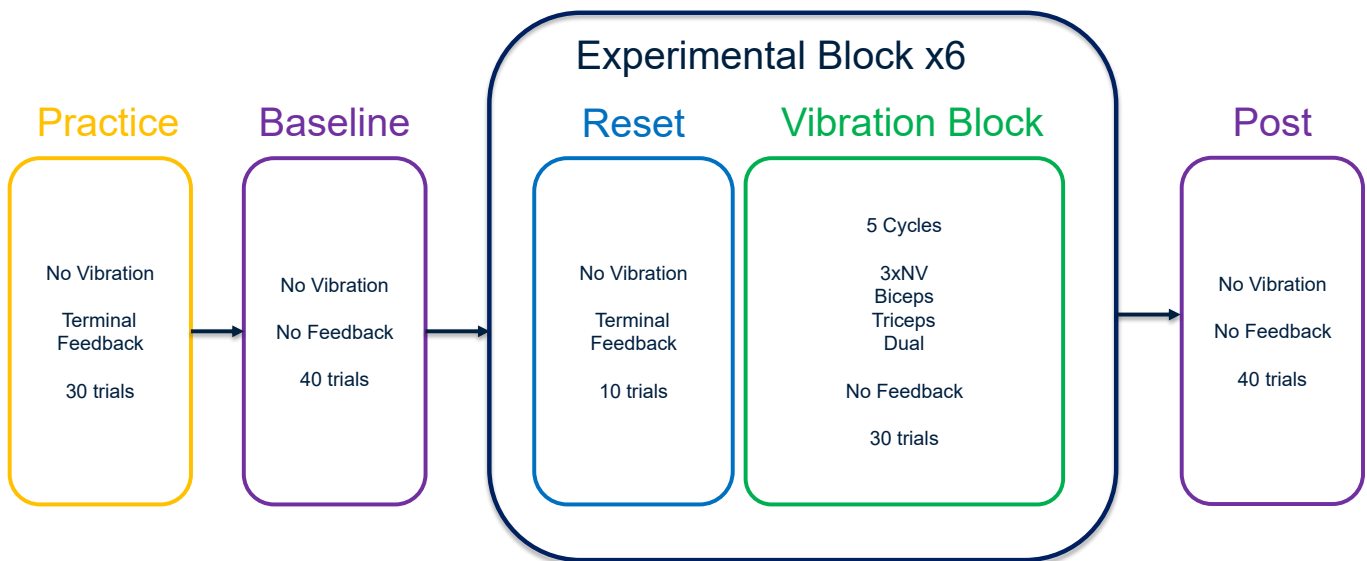 Experimental Block x6
Practice
Baseline
Reset
Vibration Block
Post
No Vibration
Terminal
Feedback
30 trials
No Vibration
No Feedback
40 trials
No Vibration
Terminal
Feedback
10 trials
5 Cycles
3xNV
Biceps
Triceps
Dual
No Feedback
30 trials
No Vibration
No Feedback
40 trials